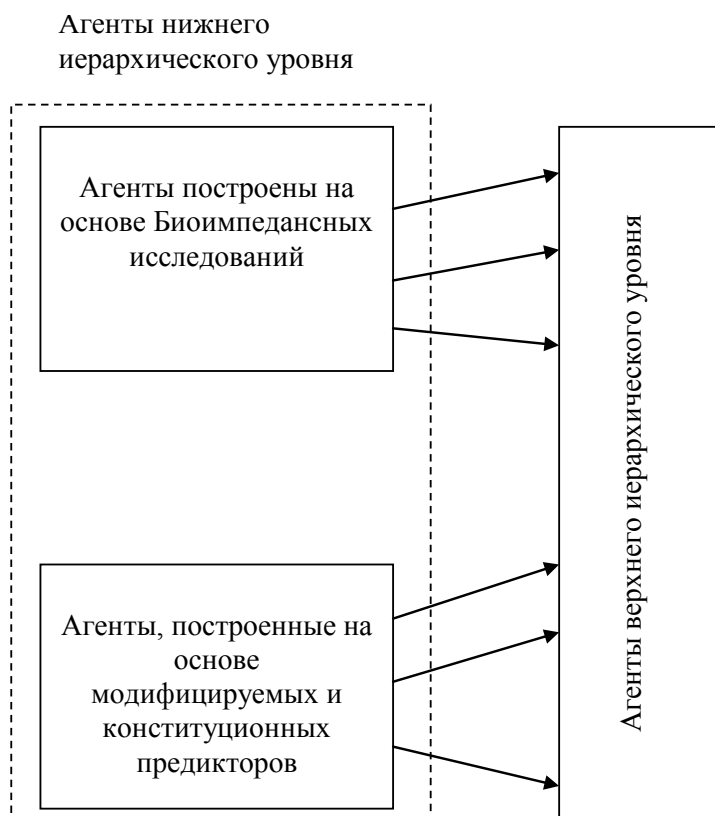 Агенты нижнего
иерархического уровня
Агенты построены на
основе Биоимпедансных
исследований
Агенты, построенные на
основе
модифицируемых и
конституционных
предикторов
Агенты верхнего иерархического уровня